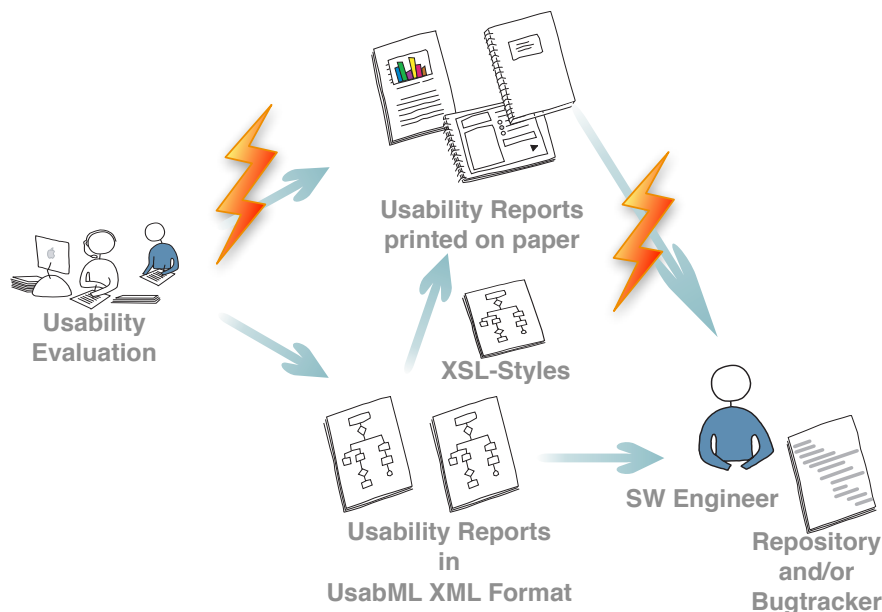 Usability Reports
printed on paper
Usability
Evaluation
XSL-Styles
SW Engineer
Usability Reports
in
UsabML XML Format
Repository
and/or
Bugtracker